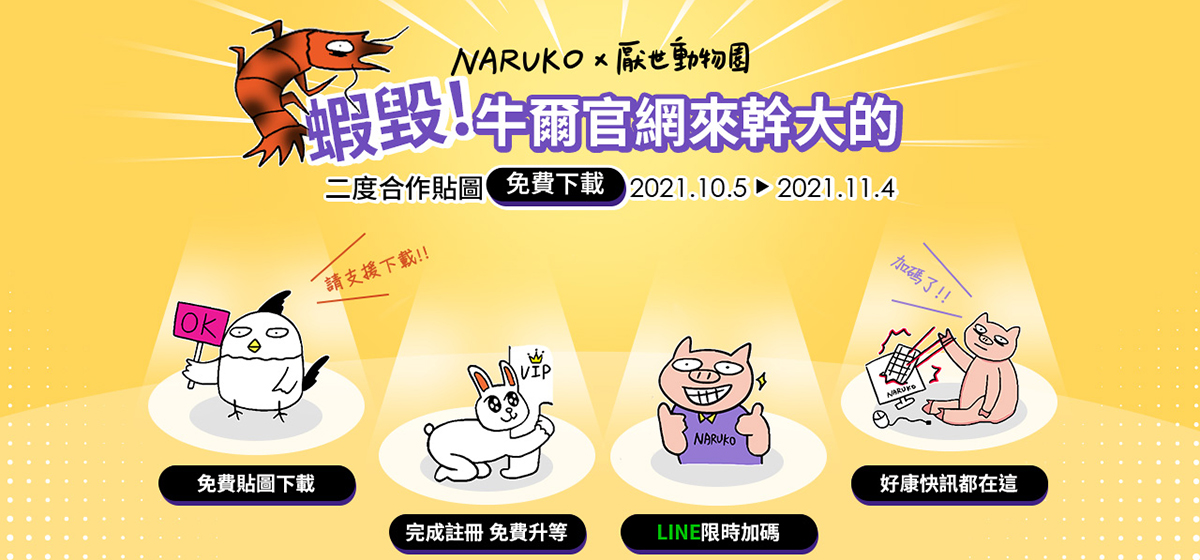 NARUKO x 厭世動物園
蝦毀!牛爾官網來幹大的
二度合作貼圖 免費下載 2021.10.5 ▶ 2021.11.4
請支援下載!!
加碼了!!
OK
VIP
NARUKO
NARUKO
免費貼圖下載
完成註冊 免費升等
LINE限時加碼
好康快訊都在這